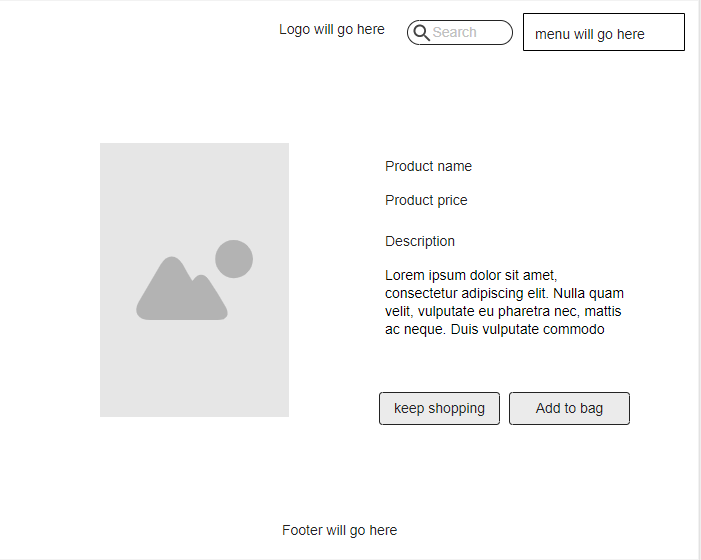 Logo will go here
Search
menu will go here
Product name
Product price
Description
Lorem ipsum dolor sit amet,
consectetur adipiscing elit. Nulla quam
velit, vulputate eu pharetra nec, mattis
ac neque. Duis vulputate commodo
keep shopping
Add to bag
Footer will go here